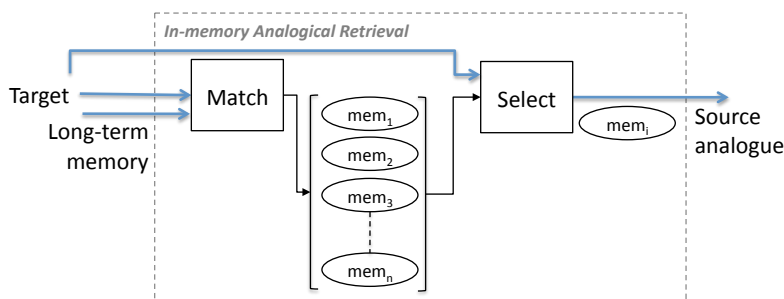 In-memory Analogical Retrieval
Target
Long-term
memory
Match
mem₁
mem₂
mem₃
memₙ
Select
memᵢ
Source
analogue